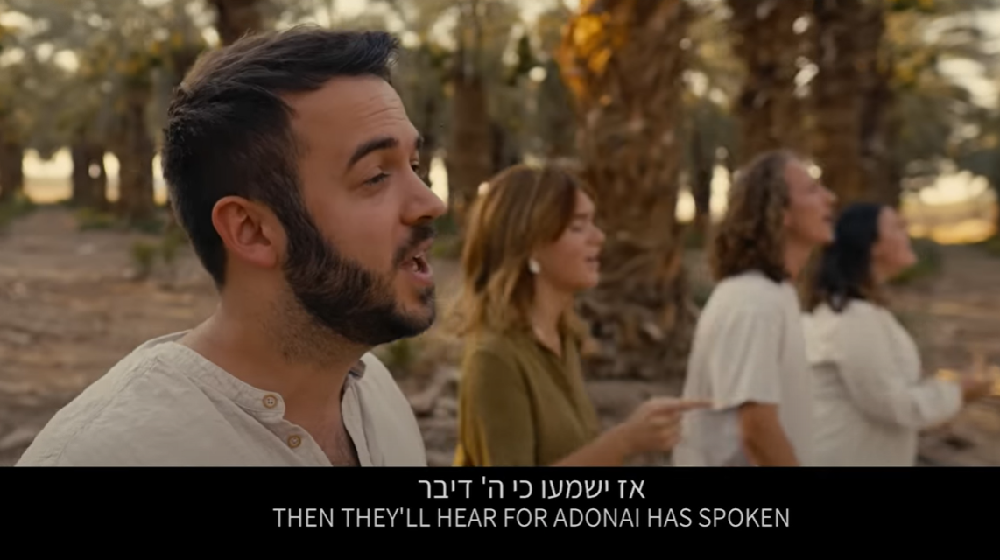 אז ישמעו כי ה' דיבר
THEN THEY'LL HEAR FOR ADONAI HAS SPOKEN